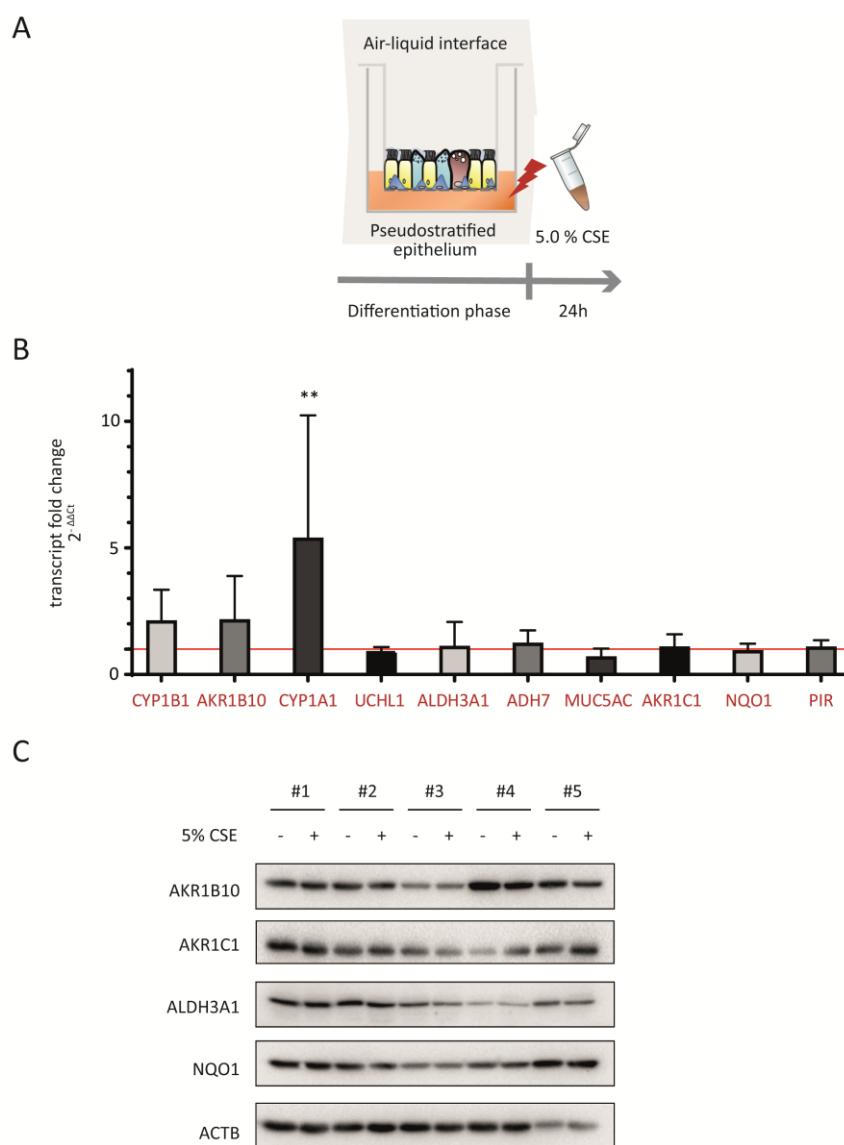 A
Air-liquid interface
Pseudostratified
epithelium
5.0 % CSE
Differentiation phase
24h
B
transcript fold change
2^-ΔΔCt
10
5
0
**
CYP1B1 AKR1B10 CYP1A1 UCHL1 ALDH3A1 ADH7 MUC5AC AKR1C1 NQO1 PIR
C
#1 #2 #3 #4 #5
5% CSE - + - + - + - + - +
AKR1B10
AKR1C1
ALDH3A1
NQO1
ACTB